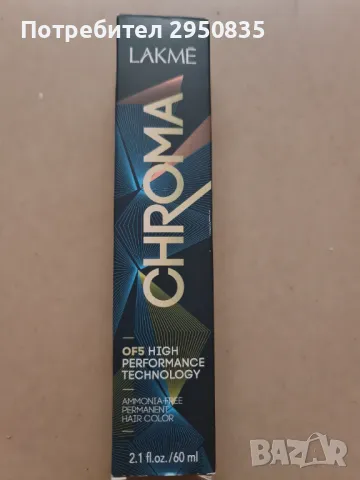 Потребител 2950835
LAKMĒ
CHROMA
OF5 HIGH
PERFORMANCE
TECHNOLOGY
AMMONIA-FREE
PERMANENT
HAIR COLOR
2.1 fl.oz./60 ml
BAZAR